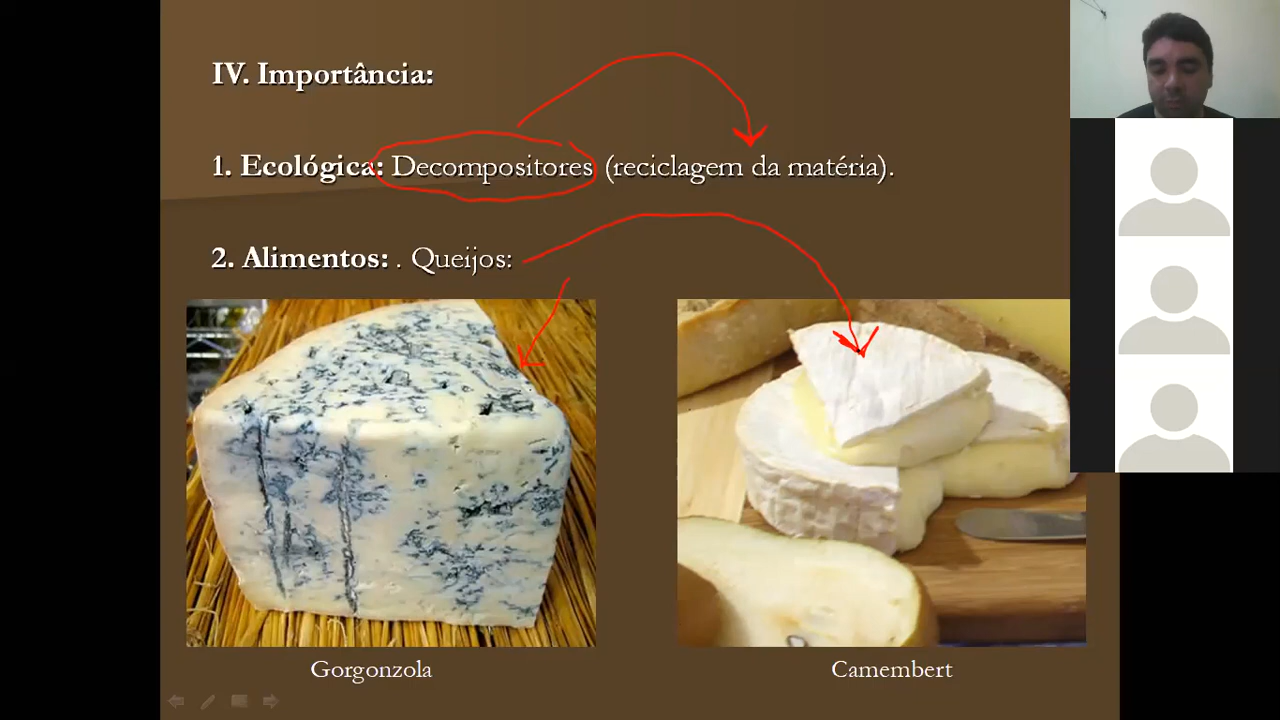 IV. Importância:
1. Ecológica: Decompositores (reciclagem da matéria).
2. Alimentos: . Queijos:
Gorgonzola
Camembert